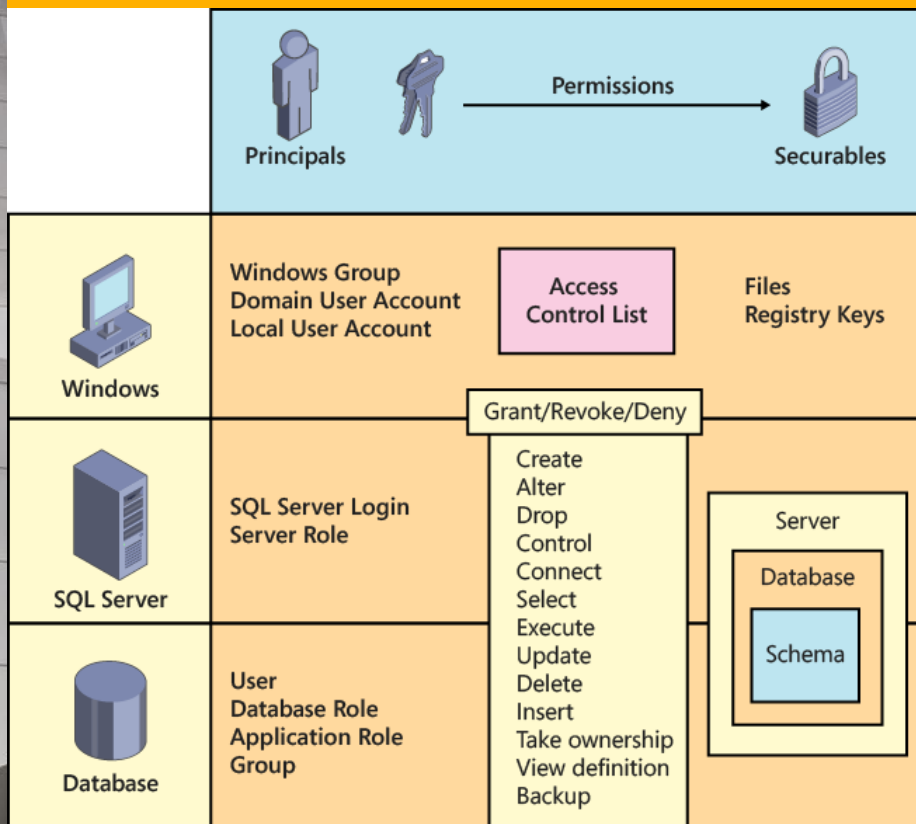 Permissions
Principals
Securables
Windows Group
Domain User Account
Local User Account
Access
Control List
Files
Registry Keys
Windows
Grant/Revoke/Deny
Create
Alter
Drop
Control
Connect
Select
Execute
Update
Delete
Insert
Take ownership
View definition
Backup
SQL Server Login
Server Role
SQL Server
Server
Database
Schema
User
Database Role
Application Role
Group
Database